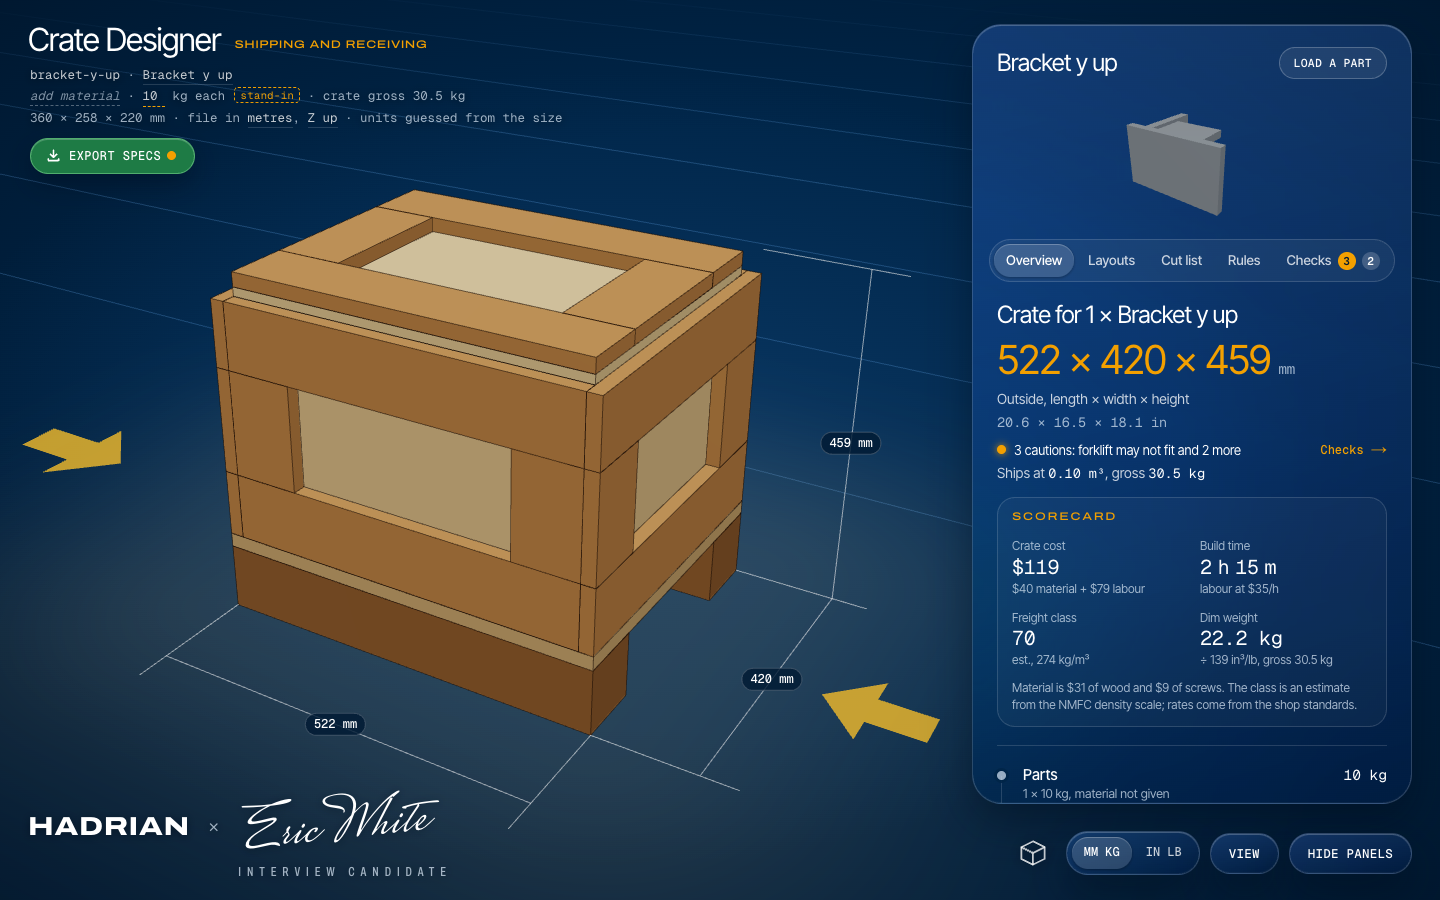 Crate Designer SHIPPING AND RECEIVING
bracket-y-up · Bracket y up
add material · 10 kg each stand-in · crate gross 30.5 kg
360 × 258 × 220 mm · file in metres, Z up · units guessed from the size
EXPORT SPECS
459 mm
420 mm
522 mm
HADRIAN × Eric White
INTERVIEW CANDIDATE
Bracket y up
LOAD A PART
Overview Layouts Cut list Rules Checks 3 2
Crate for 1 × Bracket y up
522 × 420 × 459 mm
Outside, length × width × height
20.6 × 16.5 × 18.1 in
3 cautions: forklift may not fit and 2 more Checks →
Ships at 0.10 m³, gross 30.5 kg
SCORECARD
Crate cost
$119
$40 material + $79 labour
Build time
2 h 15 m
labour at $35/h
Freight class
70
est., 274 kg/m³
Dim weight
22.2 kg
÷ 139 in³/lb, gross 30.5 kg
Material is $31 of wood and $9 of screws. The class is an estimate
from the NMFC density scale; rates come from the shop standards.
Parts 10 kg
1 × 10 kg, material not given
MM KG IN LB VIEW HIDE PANELS